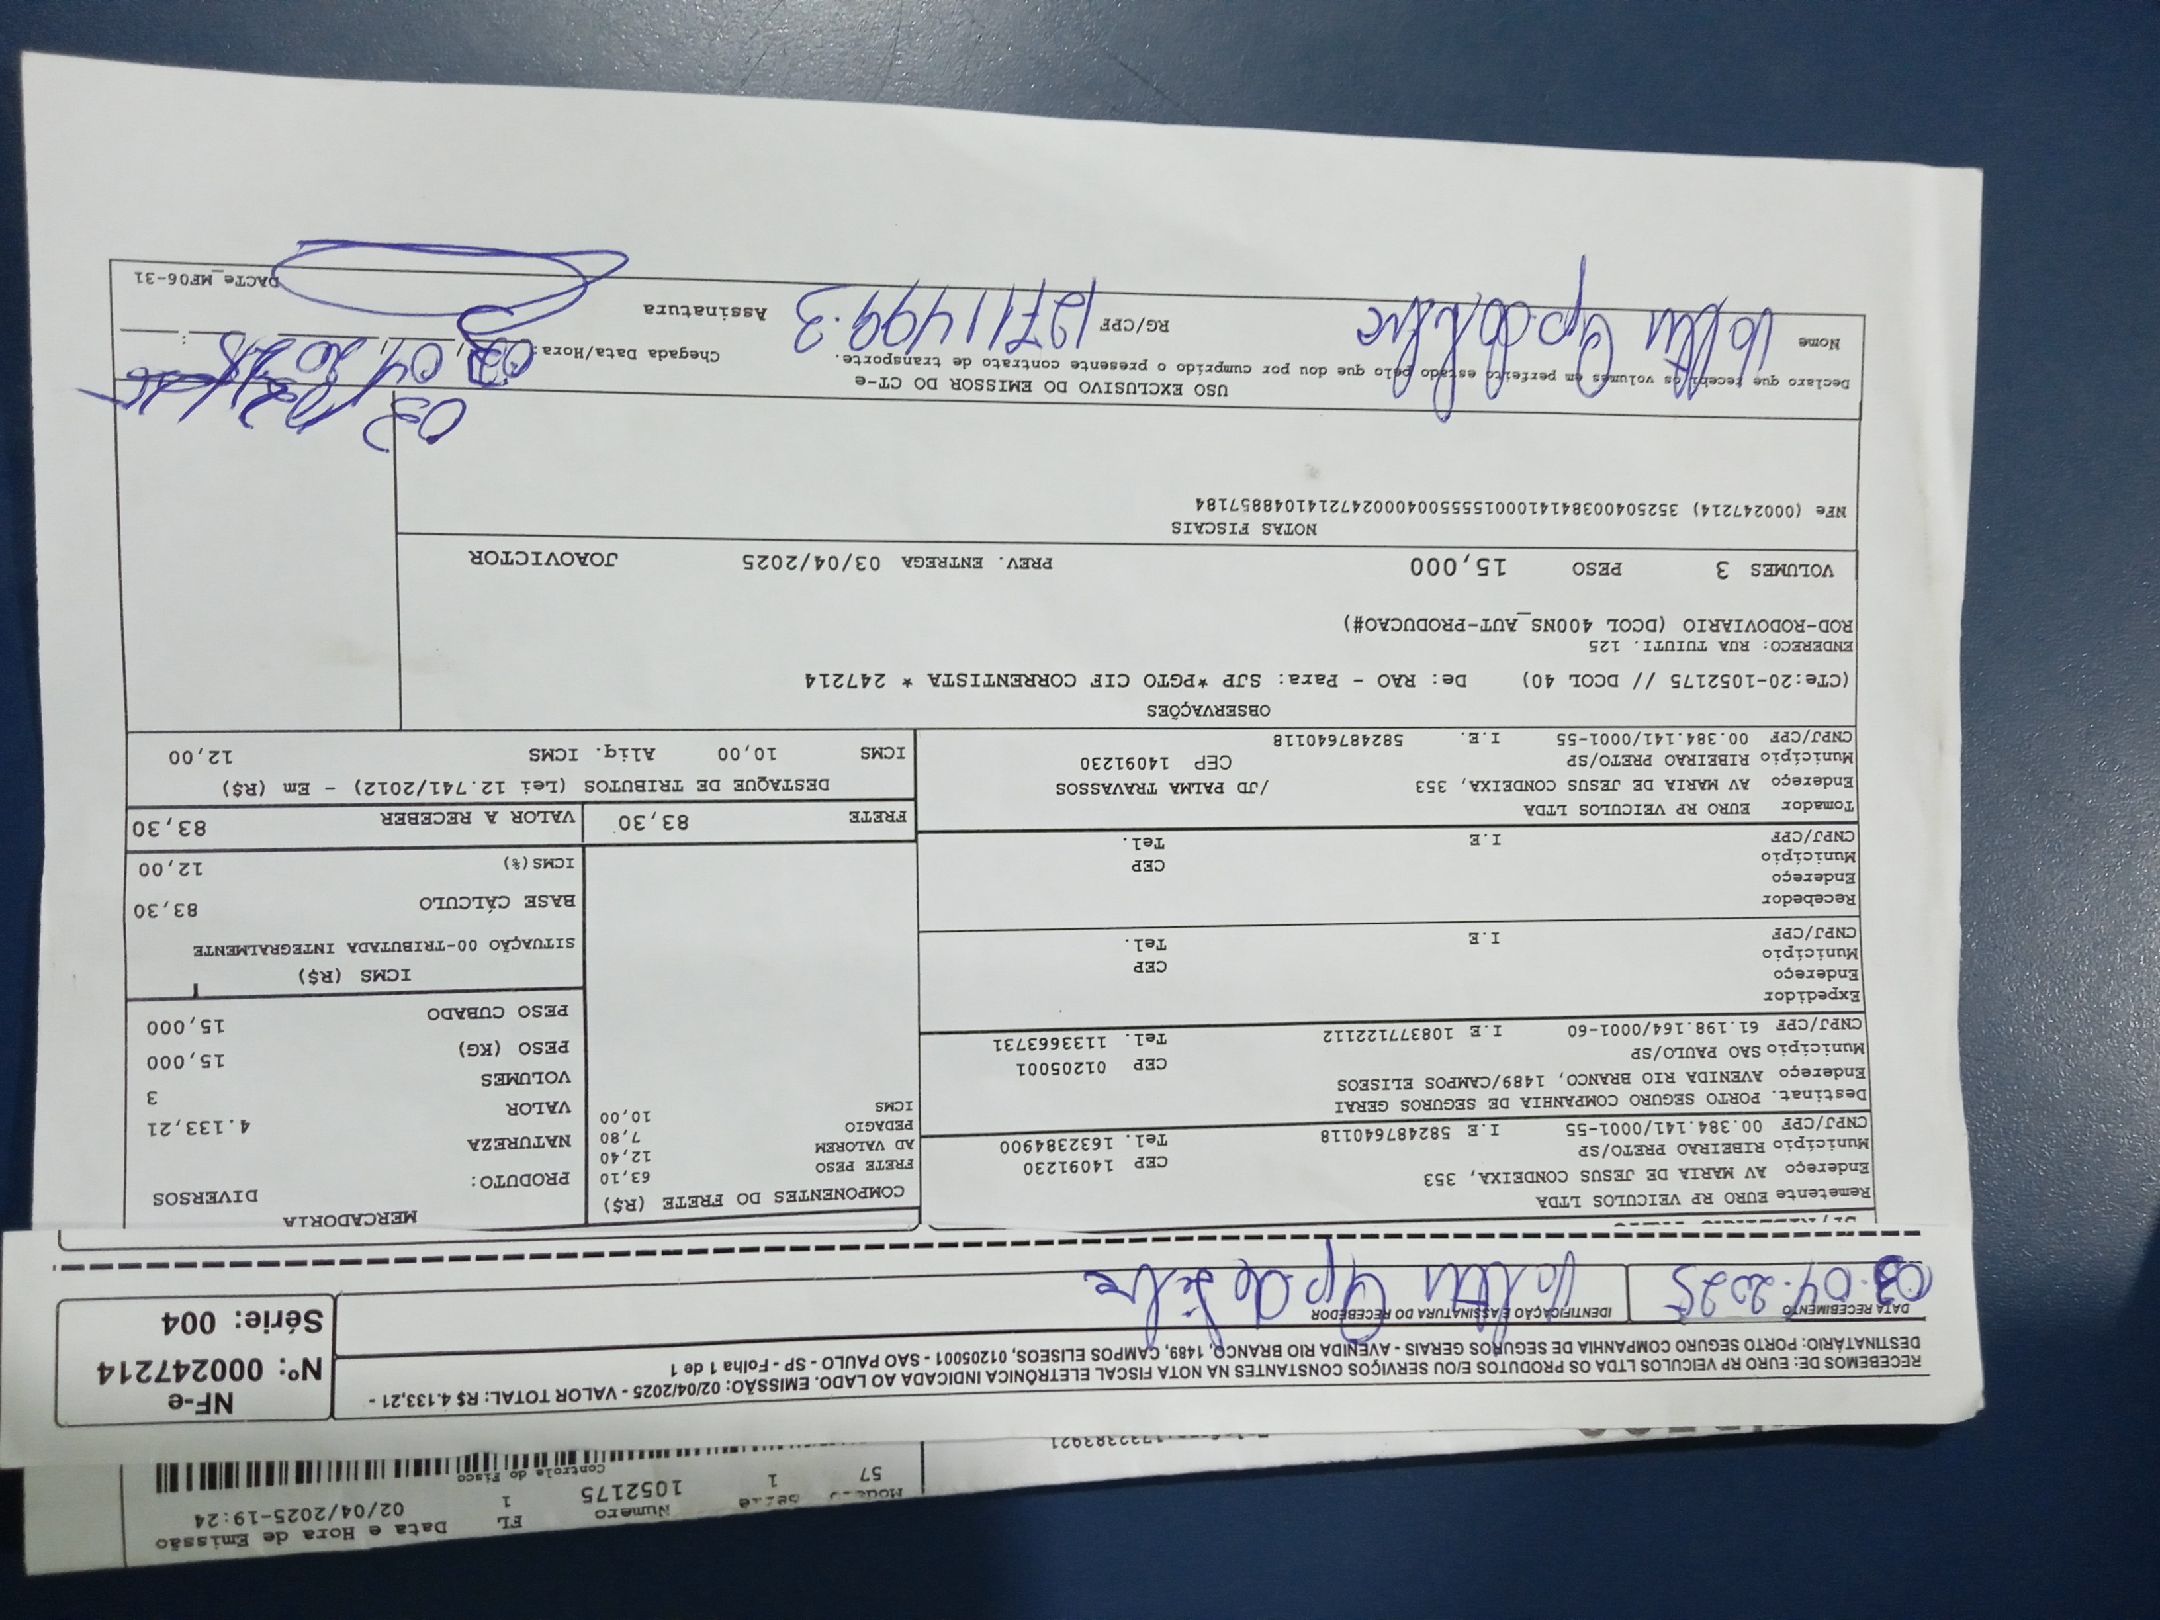 Data e Hora de Emissão
FL
Numero
Modelo
Serie
02/04/2025-19:24
1
1052175
1
57
Controle do Fisco
NF-e
Nº: 000247214
Série: 004
RECEBEMOS DE: EURO RP VEICULOS LTDA OS PRODUTOS E/OU SERVIÇOS CONSTANTES NA NOTA FISCAL ELETRÔNICA INDICADA AO LADO. EMISSÃO: 02/04/2025 - VALOR TOTAL: R$ 4.133,21 -
DESTINATÁRIO: PORTO SEGURO COMPANHIA DE SEGUROS GERAIS - AVENIDA RIO BRANCO, 1489, CAMPOS ELISEOS, 01205001 - SAO PAULO - SP - Folha 1 de 1
DATA RECEBIMENTO
IDENTIFICAÇÃO E ASSINATURA DO RECEBEDOR
03.04.2025
Ap da Silva
Remetente EURO RP VEICULOS LTDA
Endereço AV MARIA DE JESUS CONDEIXA, 353
Município RIBEIRAO PRETO/SP CEP 14091230
CNPJ/CPF 00.384.141/0001-55 I.E 582487640118 Tel. 1632384900
Destinat. PORTO SEGURO COMPANHIA DE SEGUROS GERAI
Endereço AVENIDA RIO BRANCO, 1489/CAMPOS ELISEOS
Município SAO PAULO/SP CEP 01205001
CNPJ/CPF 61.198.164/0001-60 I.E 108377122112 Tel. 1133663731
Expedidor
Endereço
Município CEP
CNPJ/CPF I.E Tel.
Recebedor
Endereço
Município CEP
CNPJ/CPF I.E Tel.
Tomador EURO RP VEICULOS LTDA
Endereço AV MARIA DE JESUS CONDEIXA, 353 /JD PALMA TRAVASSOS
Município RIBEIRAO PRETO/SP CEP 14091230
CNPJ/CPF 00.384.141/0001-55 I.E. 582487640118
COMPONENTES DO FRETE (R$)
FRETE PESO 63,10
AD VALOREM 12,40
PEDAGIO 7,80
ICMS 10,00
FRETE 83,30
MERCADORIA
PRODUTO: DIVERSOS
NATUREZA
VALOR 4.133,21
VOLUMES 3
PESO (KG) 15,000
PESO CUBADO 15,000
ICMS (R$)
SITUAÇÃO 00-TRIBUTADA INTEGRALMENTE
BASE CÁLCULO 83,30
ICMS(%) 12,00
VALOR A RECEBER 83,30
DESTAQUE DE TRIBUTOS (Lei 12.741/2012) - Em (R$)
ICMS 10,00 Aliq. ICMS 12,00
OBSERVAÇÕES
(CTe:20-1052175 // DCOL 40) De: RAO - Para: SJP *PGTO CIF CORRENTISTA * 247214
ENDERECO: RUA TUIUTI. 125
ROD-RODOVIARIO (DCOL 400NS_AUT-PRODUCAO#)
VOLUMES 3 PESO 15,000 PREV. ENTREGA 03/04/2025 JOAOVICTOR
NOTAS FISCAIS
NFe (000247214) 35250400384141000155550040002472141048857184
USO EXCLUSIVO DO EMISSOR DO CT-e
Declaro que recebi os volumes em perfeito estado pelo que dou por cumprido o presente contrato de transporte.
Chegada Data/Hora: 03/04/2025
Nome Ap da Silva
RG/CPF 12711499.3
Assinatura
DACTe_MF06-31